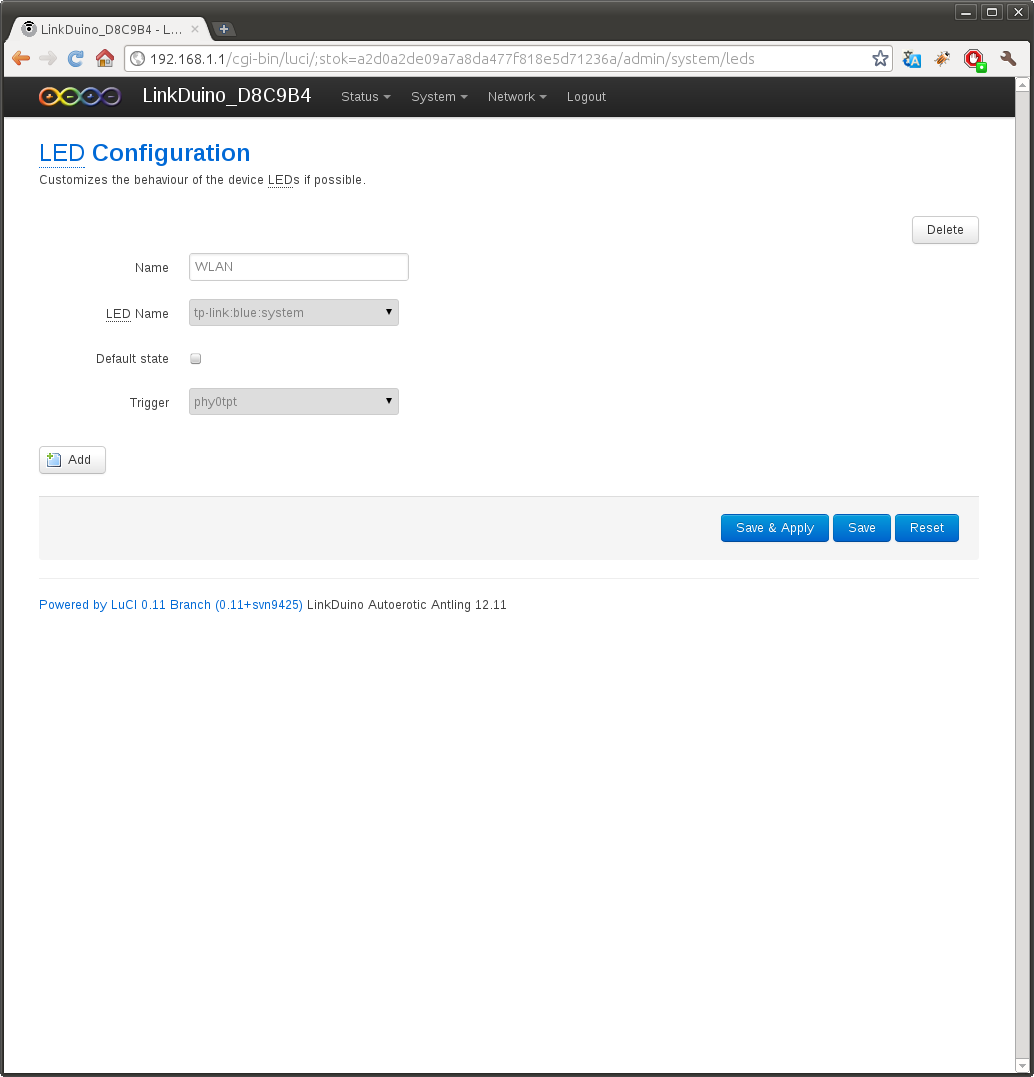 LinkDuino_D8C9B4 - L...
192.168.1.1/cgi-bin/luci/;stok=a2d0a2de09a7a8da477f818e5d71236a/admin/system/leds
LinkDuino_D8C9B4 Status System Network Logout
LED Configuration
Customizes the behaviour of the device LEDs if possible.
Delete
Name WLAN
LED Name tp-link:blue:system
Default state
Trigger phy0tpt
Add
Save & Apply Save Reset
Powered by LuCI 0.11 Branch (0.11+svn9425) LinkDuino Autoerotic Antling 12.11